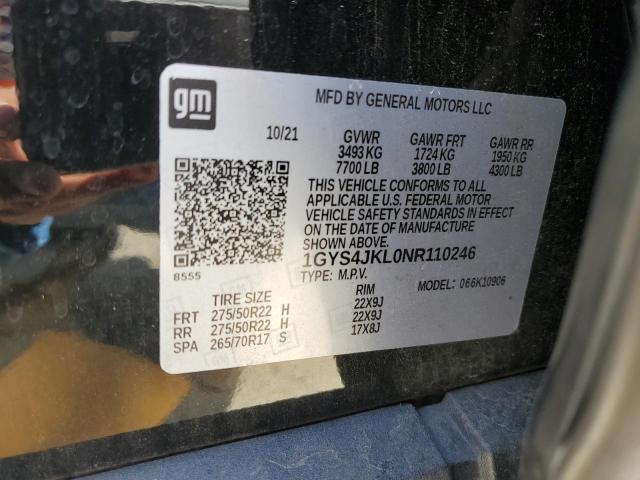 gm
MFD BY GENERAL MOTORS LLC
10/21 GVWR GAWR FRT GAWR RR
3493 KG 1724 KG 1950 KG
7700 LB 3800 LB 4300 LB
THIS VEHICLE CONFORMS TO ALL
APPLICABLE U.S. FEDERAL MOTOR
VEHICLE SAFETY STANDARDS IN EFFECT
ON THE DATE OF MANUFACTURE
SHOWN ABOVE.
1GYS4JKL0NR110246
8555 TYPE: M.P.V. MODEL: 066K10906
TIRE SIZE RIM
FRT 275/50R22 H 22X9J
RR 275/50R22 H 22X9J
SPA 265/70R17 S 17X8J